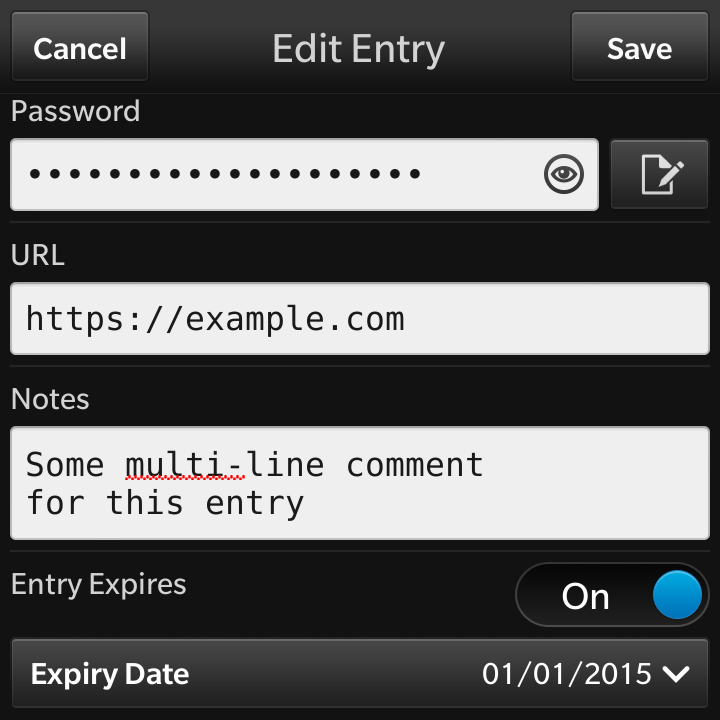 Cancel
Edit Entry
Save
Password
••••••••••••••••••••
URL
https://example.com
Notes
Some multi-line comment
for this entry
Entry Expires
On
Expiry Date
01/01/2015